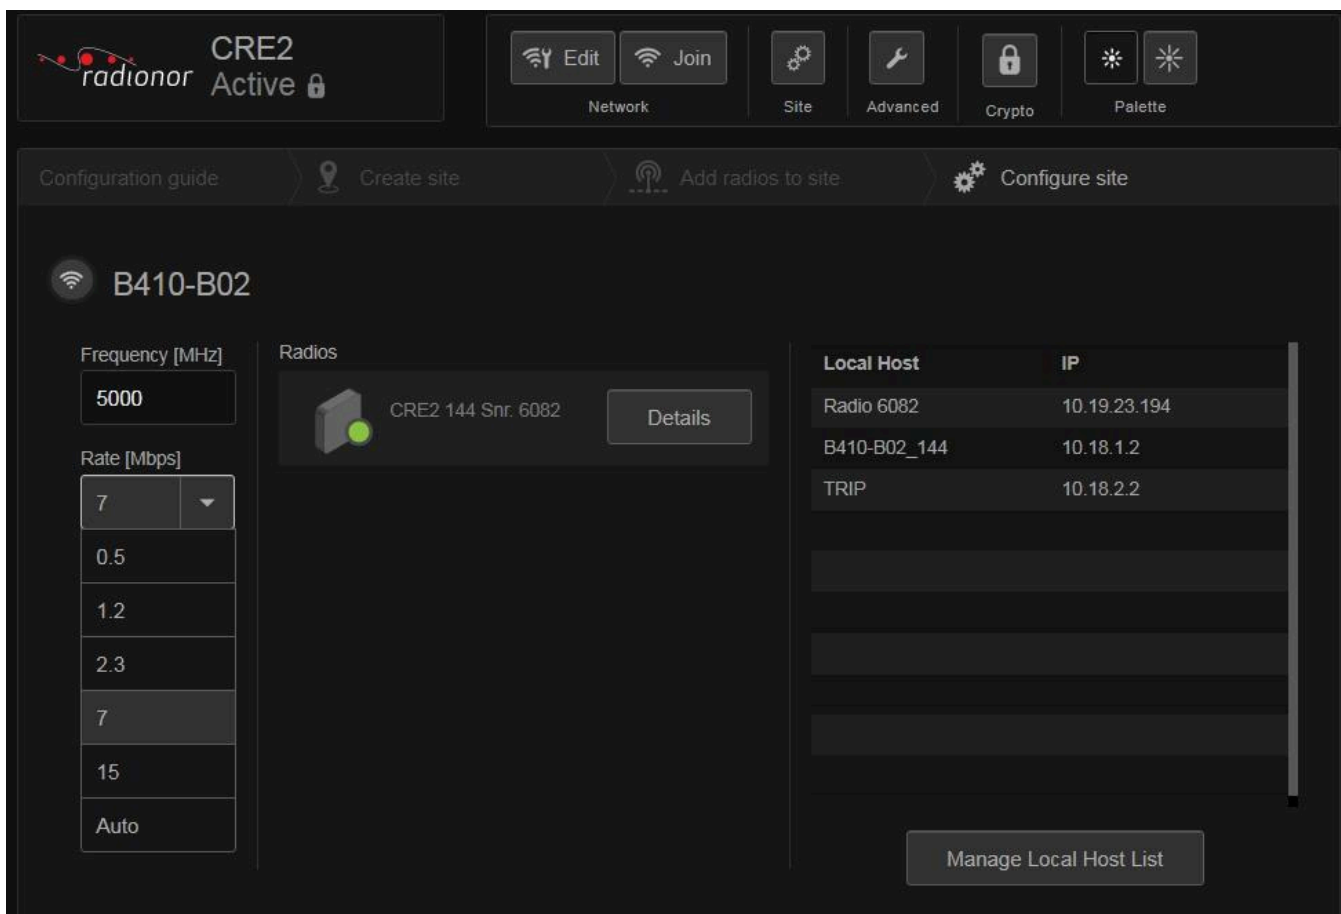 radionor
CRE2
Active
Edit
Join
Network
Site
Advanced
Crypto
Palette
Configuration guide
Create site
Add radios to site
Configure site
B410-B02
Frequency [MHz]
5000
Rate [Mbps]
7
0.5
1.2
2.3
7
15
Auto
Radios
CRE2 144 Snr. 6082
Details
Local Host IP
Radio 6082 10.19.23.194
B410-B02_144 10.18.1.2
TRIP 10.18.2.2
Manage Local Host List